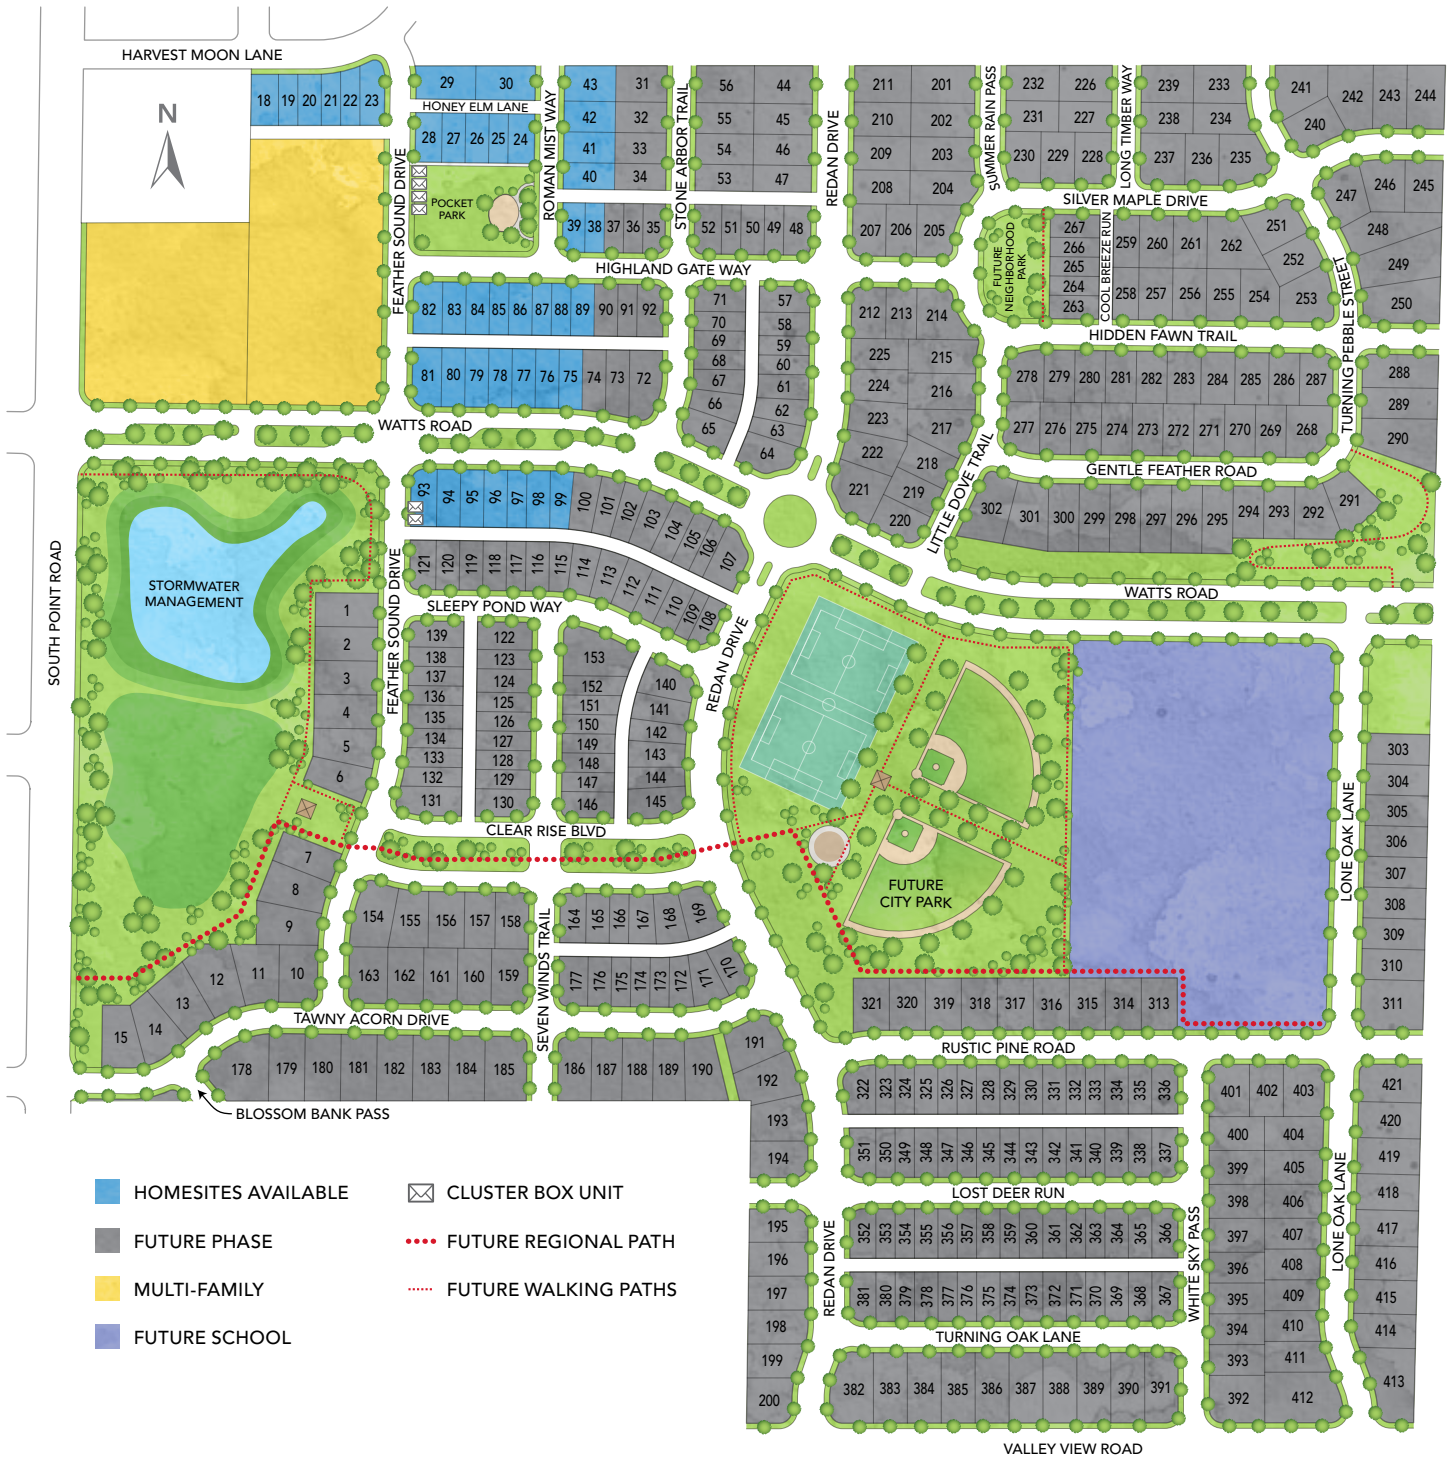 HARVEST MOON LANE
N
18 19 20 21 22 23
29 30
HONEY ELM LANE
28 27 26 25 24
POCKET
PARK
FEATHER SOUND DRIVE
ROMAN MIST WAY
43 31
42 32
41 33
40 34
39 38 37 36 35
STONE ARBOR TRAIL
56 44
55 45
54 46
53 47
52 51 50 49 48
REDAN DRIVE
211 201
210 202
209 203
208 204
207 206 205
SUMMER RAIN PASS
232 226
231 227
230 229 228
LONG TIMBER WAY
239 233
238 234
237 236 235
241 242 243 244
240
SILVER MAPLE DRIVE
247 246 245
248
249
250
FUTURE
NEIGHBORHOOD
PARK
267
266
265
264
263
COOL BREEZE RUN
259 260 261 262 251
252
258 257 256 255 254 253
TURNING PEBBLE STREET
HIGHLAND GATE WAY
82 83 84 85 86 87 88 89 90 91 92
81 80 79 78 77 76 75 74 73 72
71
70
69
68
67
66
65
57
58
59
60
61
62
63
64
212 213 214
225 215
224 216
223 217
222 218
221 219
220
HIDDEN FAWN TRAIL
278 279 280 281 282 283 284 285 286 287
277 276 275 274 273 272 271 270 269 268
288
289
290
GENTLE FEATHER ROAD
LITTLE DOVE TRAIL
302 301 300 299 298 297 296 295 294 293 292 291
WATTS ROAD
WATTS ROAD
93 94 95 96 97 98 99 100 101 102 103 104 105 106 107
121 120 119 118 117 116 115 114 113 112 111 110 109 108
SOUTH POINT ROAD
STORMWATER
MANAGEMENT
1
2
3
4
5
6
7
8
9
10
11
12
13
14
15
FEATHER SOUND DRIVE
SLEEPY POND WAY
139 122
138 123
137 124
136 125
135 126
134 127
133 128
132 129
131 130
153
152
151
150
149
148
147
146
140
141
142
143
144
145
REDAN DRIVE
CLEAR RISE BLVD
FUTURE
CITY PARK
154 155 156 157 158
163 162 161 160 159
SEVEN WINDS TRAIL
164 165 166 167 168 169
177 176 175 174 173 172 171 170
TAWNY ACORN DRIVE
178 179 180 181 182 183 184 185
186 187 188 189 190
191
192
193
194
BLOSSOM BANK PASS
LONE OAK LANE
303
304
305
306
307
308
309
310
311
321 320 319 318 317 316 315 314 313
RUSTIC PINE ROAD
322 323 324 325 326 327 328 329 330 331 332 333 334 335 336
351 350 349 348 347 346 345 344 343 342 341 340 339 338 337
LOST DEER RUN
195
196
197
198
199
200
REDAN DRIVE
352 353 354 355 356 357 358 359 360 361 362 363 364 365 366
381 380 379 378 377 376 375 374 373 372 371 370 369 368 367
TURNING OAK LANE
382 383 384 385 386 387 388 389 390 391
WHITE SKY PASS
401 402 403
400 404
399 405
398 406
397 407
396 408
395 409
394 410
393 411
392 412
LONE OAK LANE
421
420
419
418
417
416
415
414
413
VALLEY VIEW ROAD
HOMESITES AVAILABLE
FUTURE PHASE
MULTI-FAMILY
FUTURE SCHOOL
CLUSTER BOX UNIT
FUTURE REGIONAL PATH
FUTURE WALKING PATHS